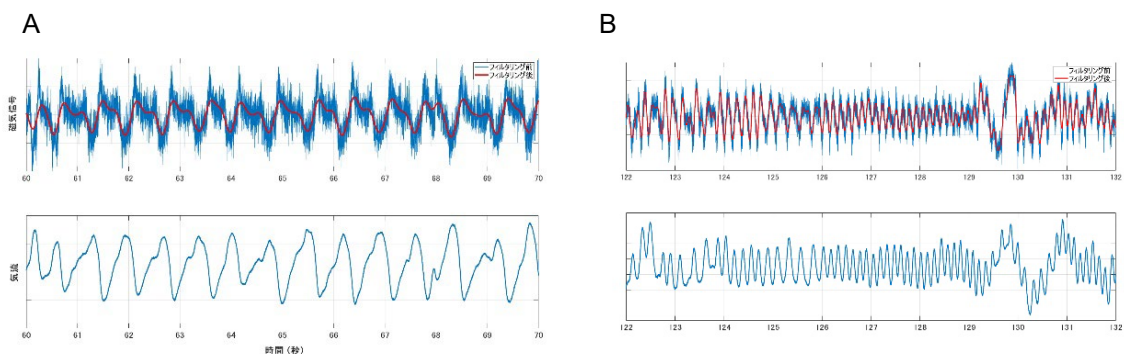 A
B
フィルタリング前
フィルタリング後
磁気信号
60 61 62 63 64 65 66 67 68 69 70
フィルタリング前
フィルタリング後
122 123 124 125 126 127 128 129 130 131 132
気流
60 61 62 63 64 65 66 67 68 69 70
時間 (秒)
122 123 124 125 126 127 128 129 130 131 132